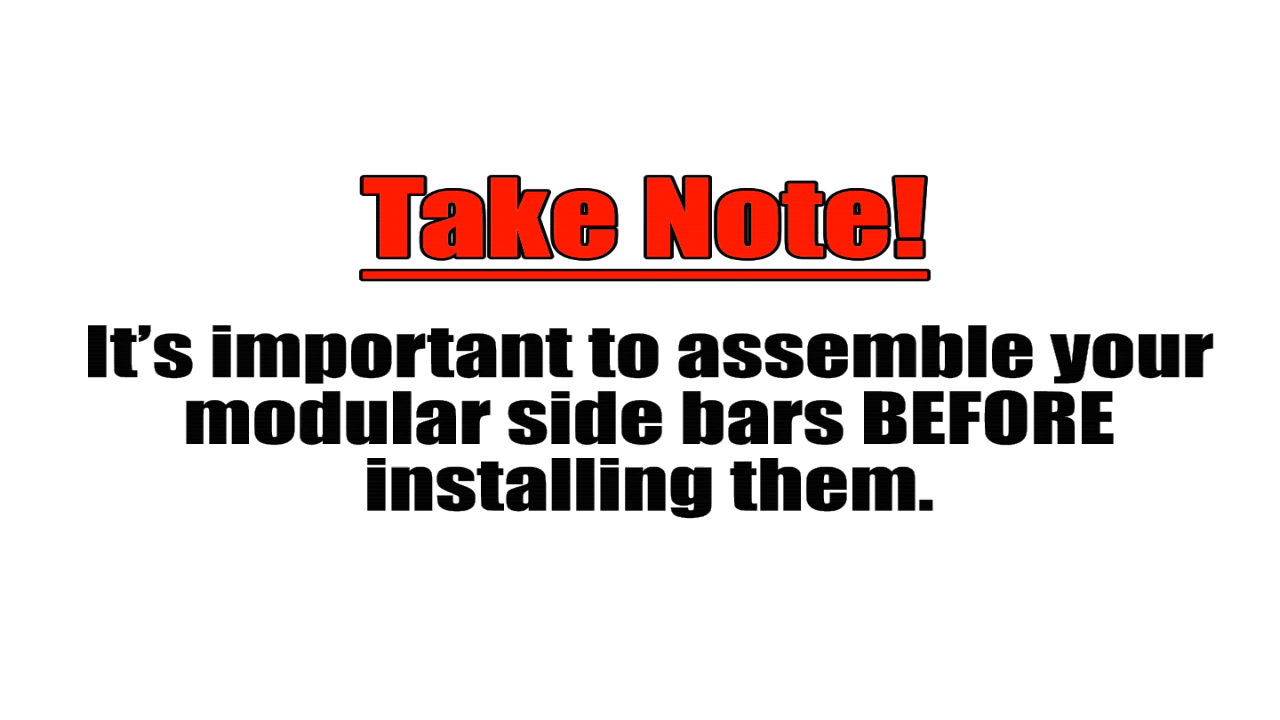 Take Note!
It’s important to assemble your
modular side bars BEFORE
installing them.